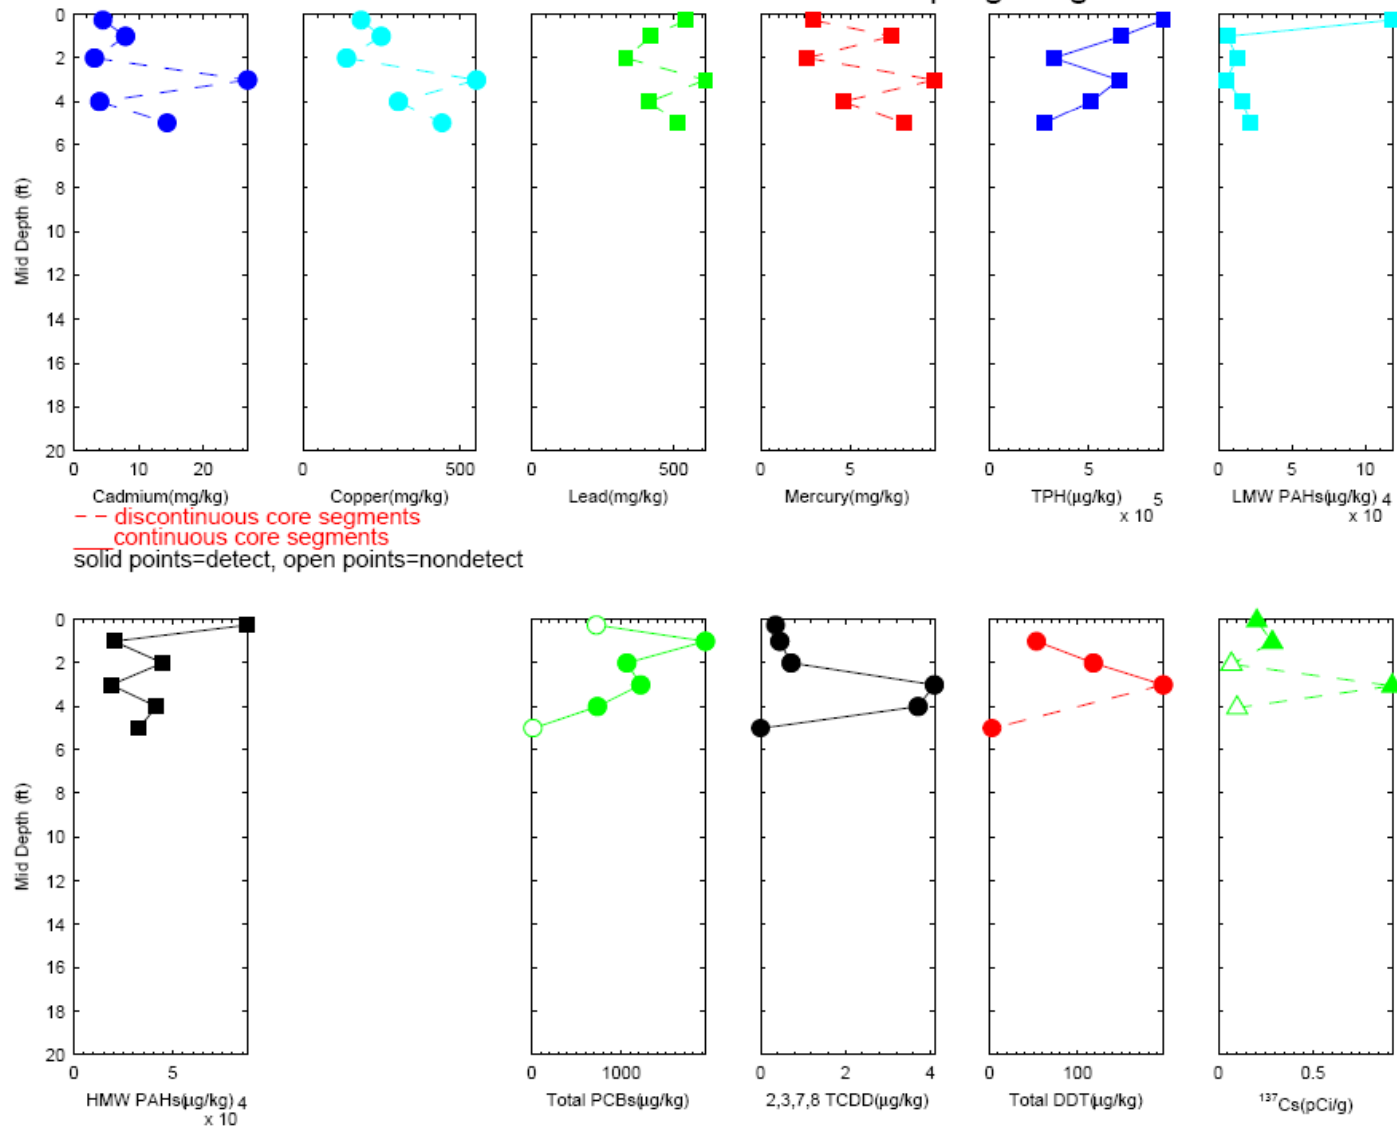 0
2
4
6
8
10
12
14
16
18
20
Mid Depth (ft)
0 10 20 0 500 0 500 0 5 0 5 0 5 10
Cadmium(mg/kg) Copper(mg/kg) Lead(mg/kg) Mercury(mg/kg) TPH(µg/kg) 5 LMW PAHs(µg/kg) 4
x 10 x 10
– – discontinuous core segments
___ continuous core segments
solid points=detect, open points=nondetect
0
2
4
6
8
10
12
14
16
18
20
Mid Depth (ft)
0 5 0 1000 0 2 4 0 100 0 0.5
HMW PAHs(µg/kg) 4 Total PCBs(µg/kg) 2,3,7,8 TCDD(µg/kg) Total DDT(µg/kg) 137Cs(pCi/g)
x 10